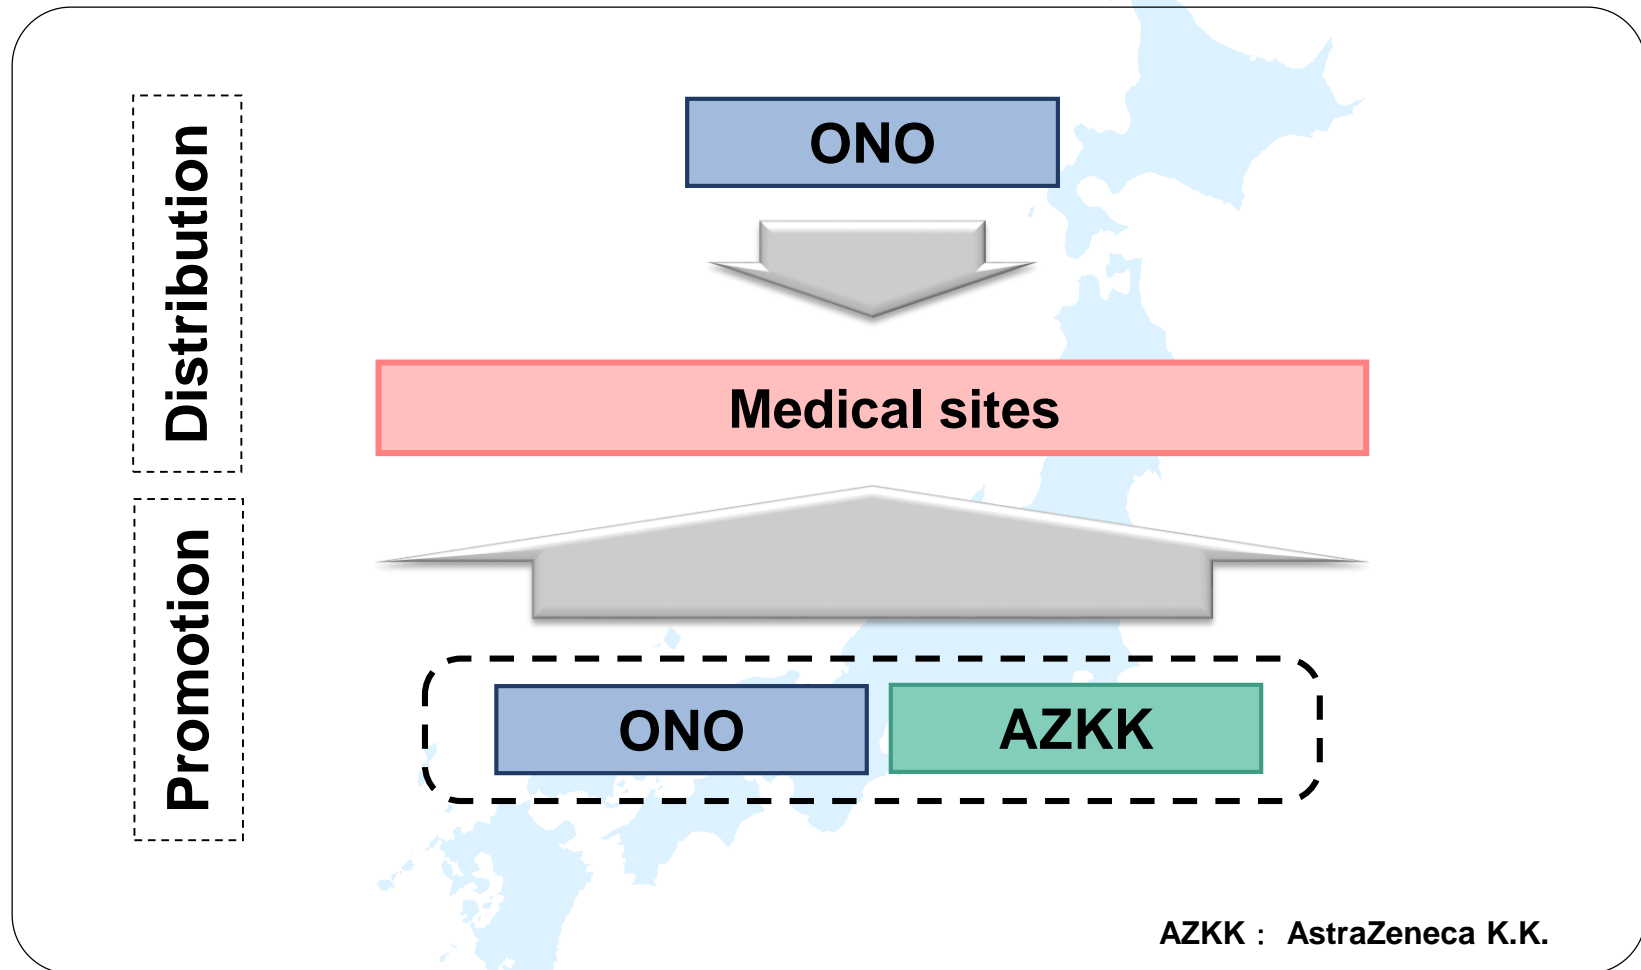 Distribution
ONO
Medical sites
Promotion
ONO
AZKK
AZKK : AstraZeneca K.K.